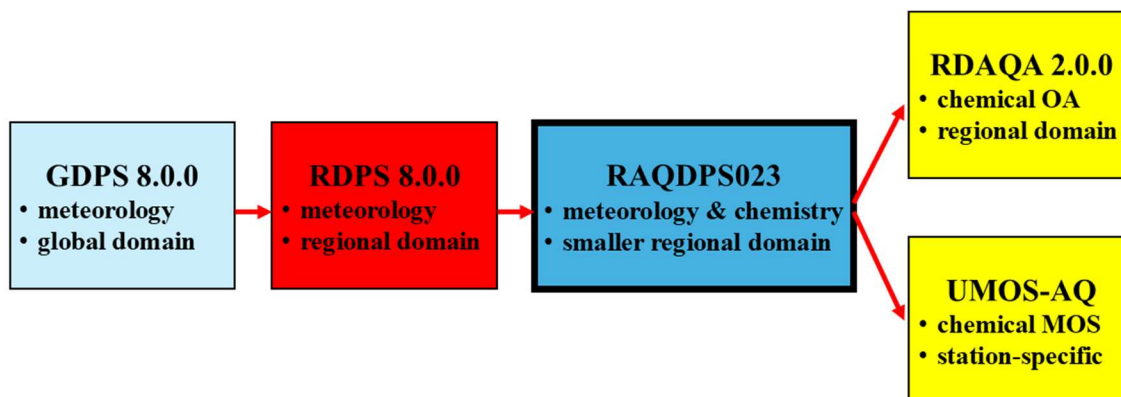 GDPS 8.0.0
• meteorology
• global domain
RDPS 8.0.0
• meteorology
• regional domain
RAQDPS023
• meteorology & chemistry
• smaller regional domain
RDAQA 2.0.0
• chemical OA
• regional domain
UMOS-AQ
• chemical MOS
• station-specific